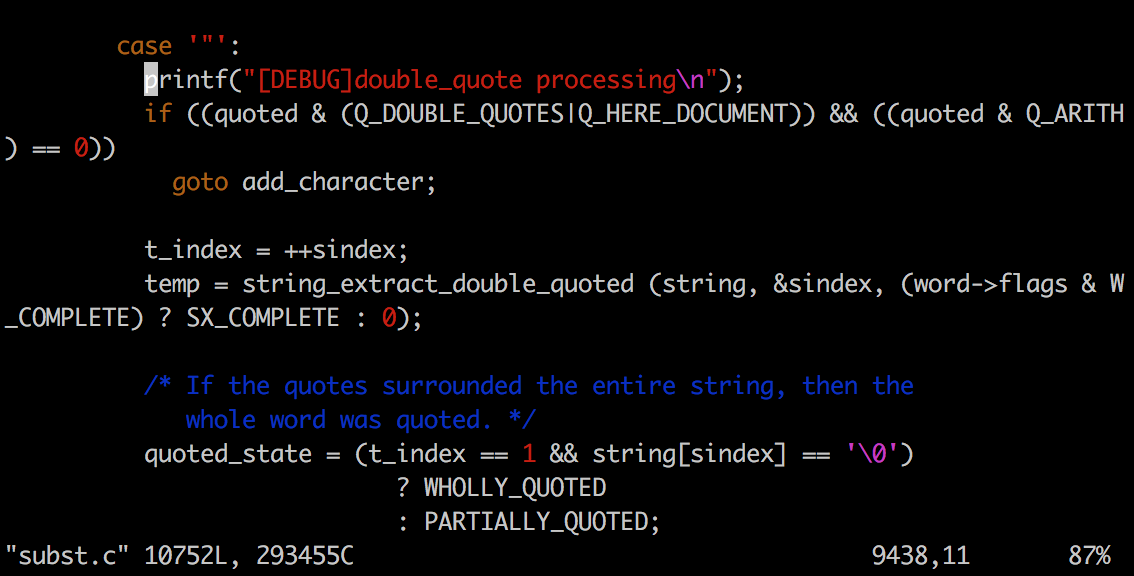 case '"':
printf("[DEBUG]double_quote processing\n");
if ((quoted & (Q_DOUBLE_QUOTES|Q_HERE_DOCUMENT)) && ((quoted & Q_ARITH
) == 0))
goto add_character;
t_index = ++sindex;
temp = string_extract_double_quoted (string, &sindex, (word->flags & W
_COMPLETE) ? SX_COMPLETE : 0);
/* If the quotes surrounded the entire string, then the
whole word was quoted. */
quoted_state = (t_index == 1 && string[sindex] == '\0')
? WHOLLY_QUOTED
: PARTIALLY_QUOTED;
"subst.c" 10752L, 293455C 9438,11 87%